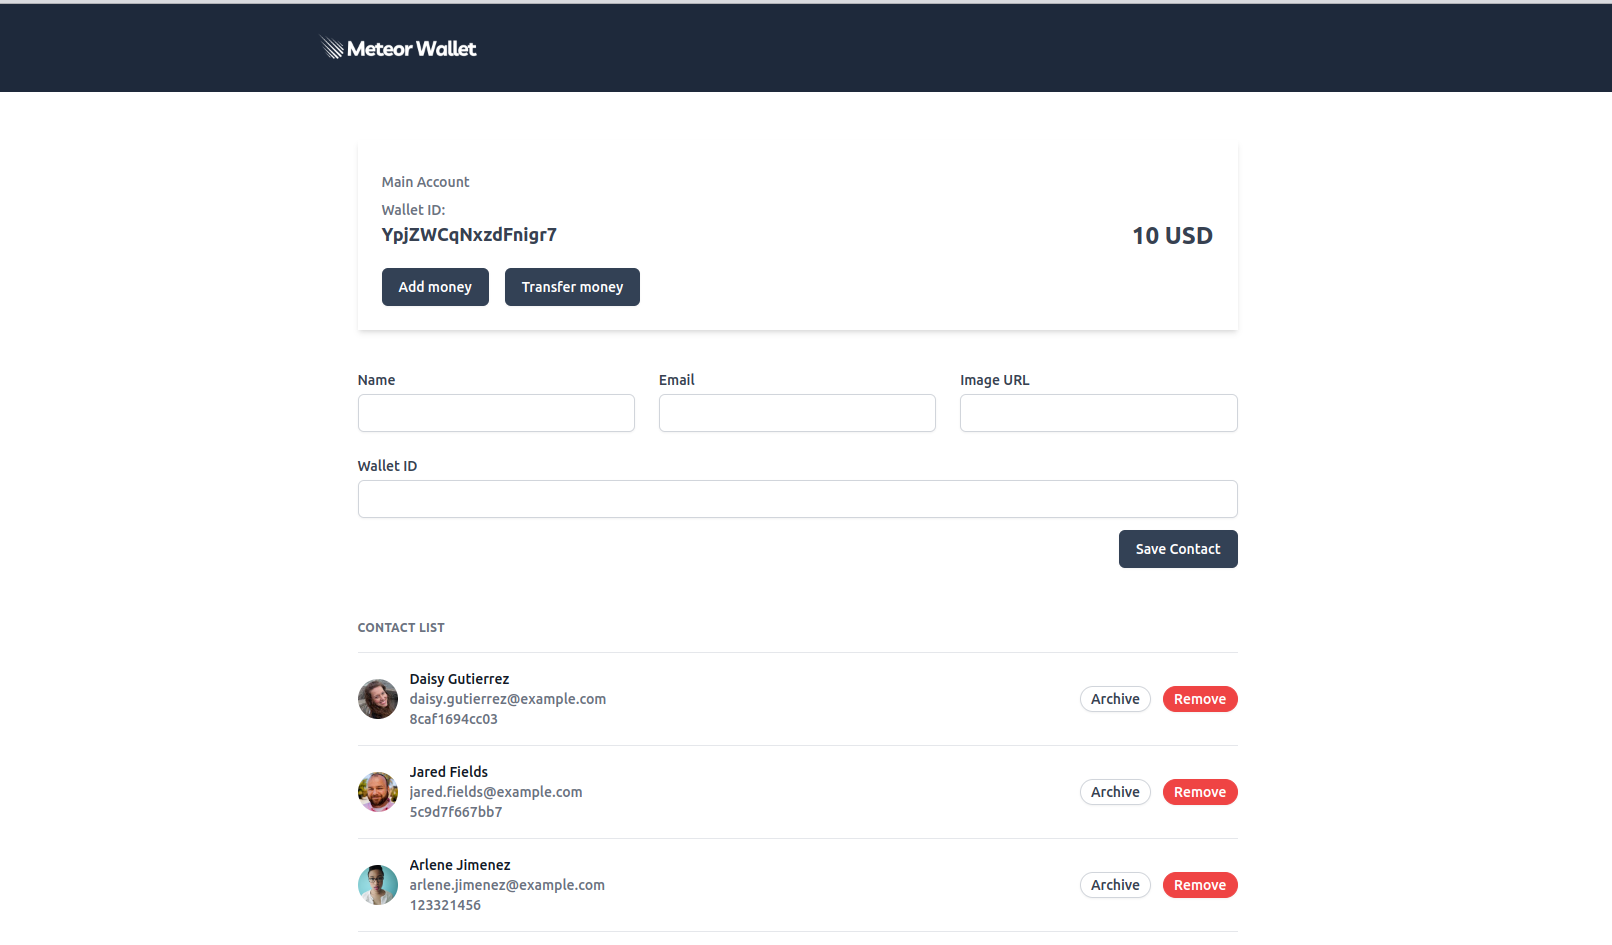 Meteor Wallet
Main Account
Wallet ID:
YpjZWCqNxzdFnigr7
10 USD
Add money
Transfer money
Name
Email
Image URL
Wallet ID
Save Contact
CONTACT LIST
Daisy Gutierrez
daisy.gutierrez@example.com
8caf1694cc03
Archive
Remove
Jared Fields
jared.fields@example.com
5c9d7f667bb7
Archive
Remove
Arlene Jimenez
arlene.jimenez@example.com
123321456
Archive
Remove